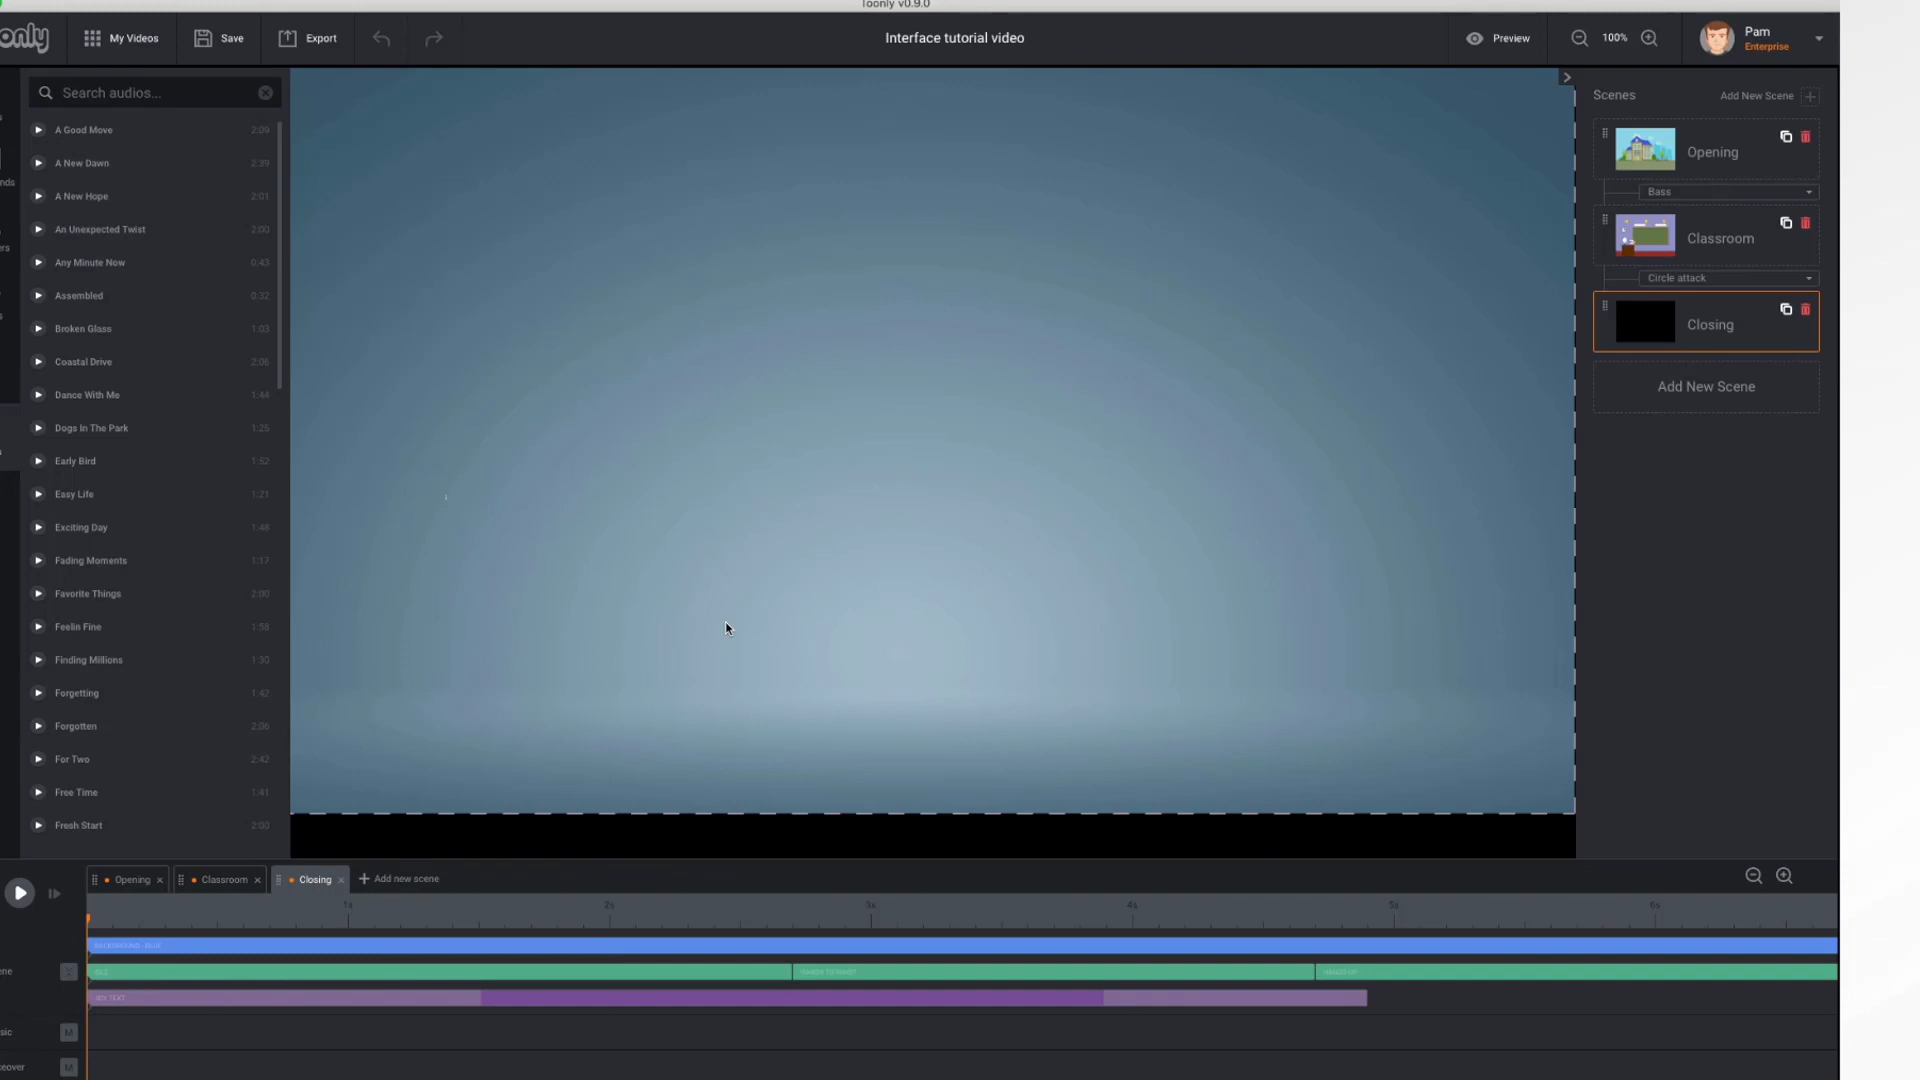 Toonly v0.9.0
My Videos
Save
Export
Interface tutorial video
Preview
100%
Pam
Enterprise
Search audios...
A Good Move 2:09
A New Dawn 2:39
A New Hope 2:01
An Unexpected Twist 2:00
Any Minute Now 0:43
Assembled 0:32
Broken Glass 1:03
Coastal Drive 2:06
Dance With Me 1:44
Dogs In The Park 1:25
Early Bird 1:52
Easy Life 1:21
Exciting Day 1:48
Fading Moments 1:17
Favorite Things 2:00
Feelin Fine 1:58
Finding Millions 1:30
Forgetting 1:42
Forgotten 2:06
For Two 2:42
Free Time 1:41
Fresh Start 2:00
Scenes
Add New Scene
Opening
Bass
Classroom
Circle attack
Closing
Add New Scene
Opening
Classroom
Closing
Add new scene
1s 2s 3s 4s 5s 6s
BACKGROUND - BLUE
IDLE
M
M